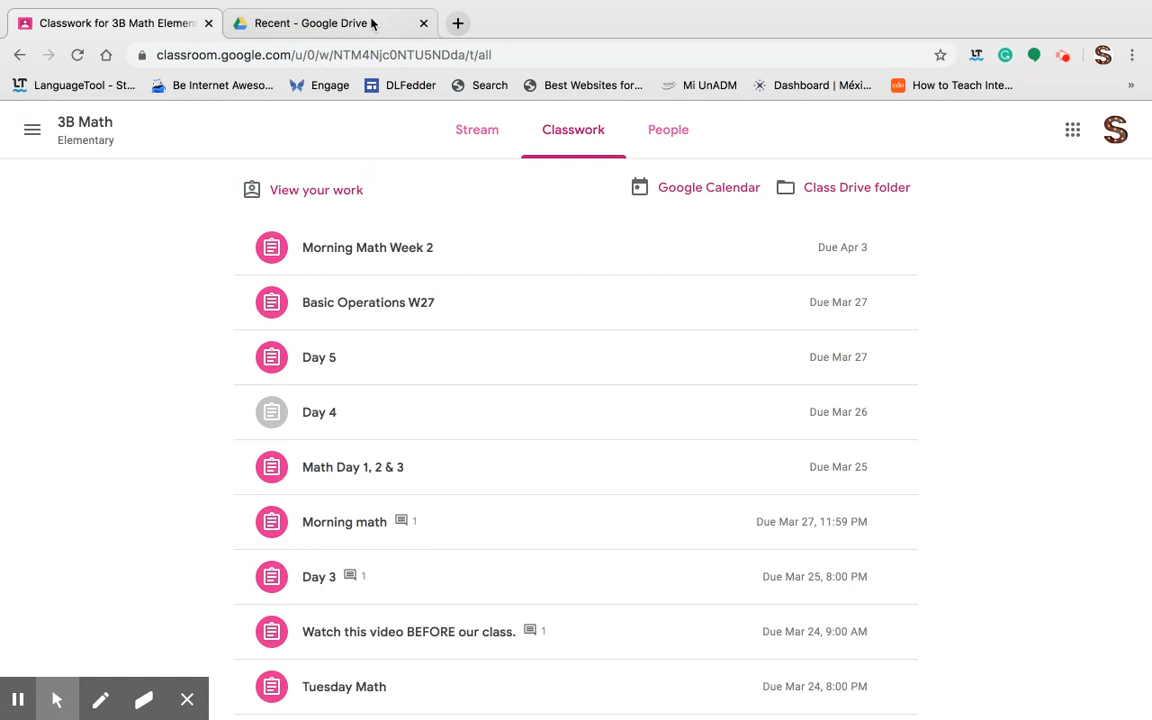 Classwork for 3B Math Elemen
Recent - Google Drive
classroom.google.com/u/0/w/NTM4Njc0NTU5NDda/t/all
LanguageTool - St...
Be Internet Aweso...
Engage
DLFedder
Search
Best Websites for...
Mi UnADM
Dashboard | Méxi...
How to Teach Inte...
»
3B Math
Elementary
Stream
Classwork
People
View your work
Google Calendar
Class Drive folder
Morning Math Week 2
Due Apr 3
Basic Operations W27
Due Mar 27
Day 5
Due Mar 27
Day 4
Due Mar 26
Math Day 1, 2 & 3
Due Mar 25
Morning math 1
Due Mar 27, 11:59 PM
Day 3 1
Due Mar 25, 8:00 PM
Watch this video BEFORE our class. 1
Due Mar 24, 9:00 AM
Tuesday Math
Due Mar 24, 8:00 PM